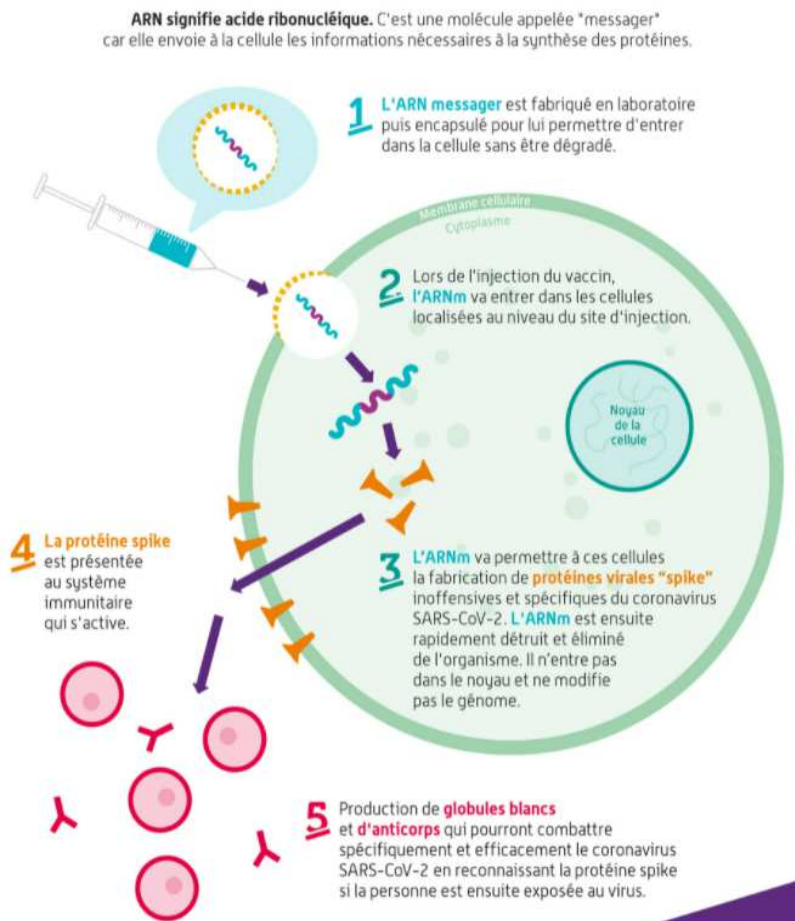 ARN signifie acide ribonucléique. C'est une molécule appelée "messager"
car elle envoie à la cellule les informations nécessaires à la synthèse des protéines.
1 L'ARN messager est fabriqué en laboratoire
puis encapsulé pour lui permettre d'entrer
dans la cellule sans être dégradé.
Membrane cellulaire
Cytoplasme
2 Lors de l'injection du vaccin,
l'ARNm va entrer dans les cellules
localisées au niveau du site d'injection.
Noyau
de la
cellule
3 L'ARNm va permettre à ces cellules
la fabrication de protéines virales "spike"
inoffensives et spécifiques du coronavirus
SARS-CoV-2. L'ARNm est ensuite
rapidement détruit et éliminé
de l'organisme. Il n'entre pas
dans le noyau et ne modifie
pas le génome.
4 La protéine spike
est présentée
au système
immunitaire
qui s'active.
5 Production de globules blancs
et d'anticorps qui pourront combattre
spécifiquement et efficacement le coronavirus
SARS-CoV-2 en reconnaissant la protéine spike
si la personne est ensuite exposée au virus.